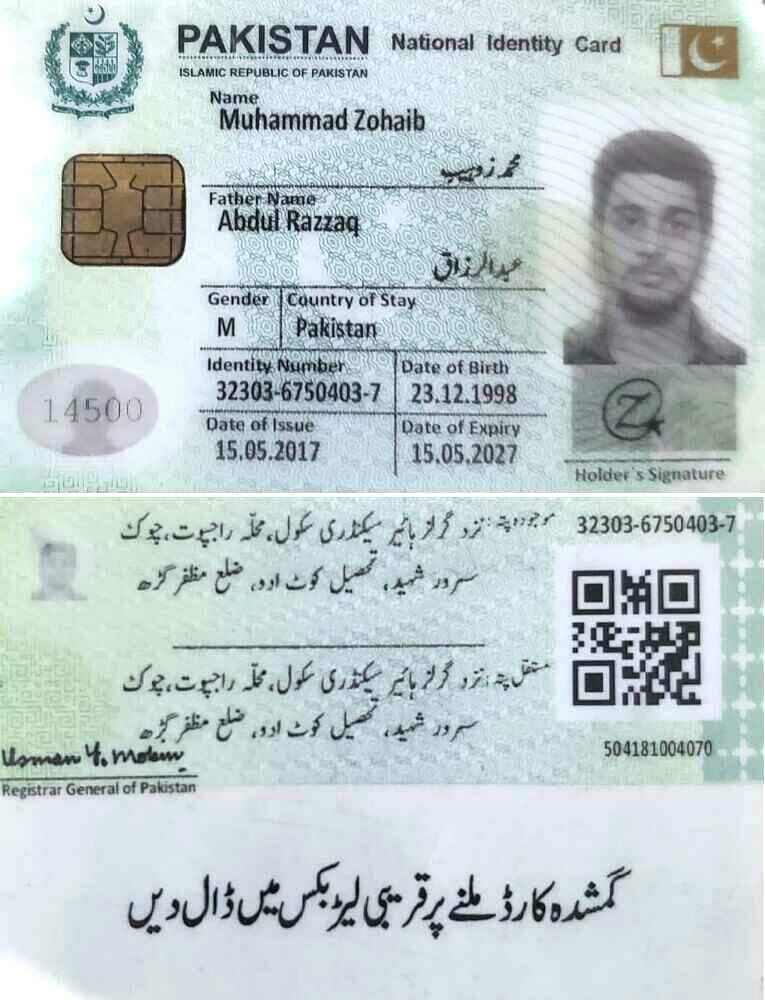 PAKISTAN National Identity Card
ISLAMIC REPUBLIC OF PAKISTAN
Name
Muhammad Zohaib
محمد زوہیب
Father Name
Abdul Razzaq
عبدالرزاق
Gender Country of Stay
M Pakistan
Identity Number Date of Birth
32303-6750403-7 23.12.1998
Date of Issue Date of Expiry
15.05.2017 15.05.2027
14500
Holder's Signature
32303-6750403-7
موجودہ پتہ: نزد گرلز ہائیر سیکنڈری سکول، محلہ راجپوت، چوک
سرور شہید، تحصیل کوٹ ادو، ضلع مظفر گڑھ
مستقل پتہ: نزد گرلز ہائیر سیکنڈری سکول، محلہ راجپوت، چوک
سرور شہید، تحصیل کوٹ ادو، ضلع مظفر گڑھ
504181004070
Usman Y. Mobin
Registrar General of Pakistan
گمشدہ کارڈ ملنے پر قریبی لیٹر بکس میں ڈال دیں